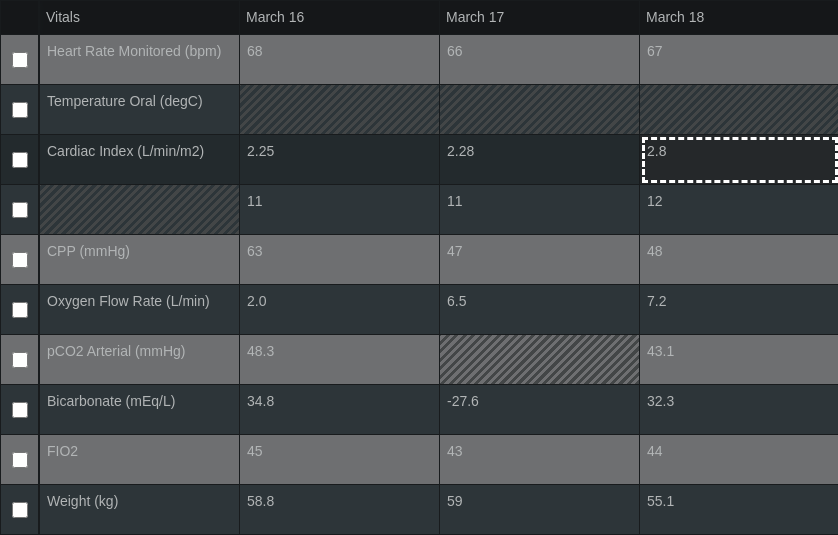 Vitals March 16 March 17 March 18
Heart Rate Monitored (bpm) 68 66 67
Temperature Oral (degC)
Cardiac Index (L/min/m2) 2.25 2.28 2.8
11 11 12
CPP (mmHg) 63 47 48
Oxygen Flow Rate (L/min) 2.0 6.5 7.2
pCO2 Arterial (mmHg) 48.3 43.1
Bicarbonate (mEq/L) 34.8 -27.6 32.3
FIO2 45 43 44
Weight (kg) 58.8 59 55.1